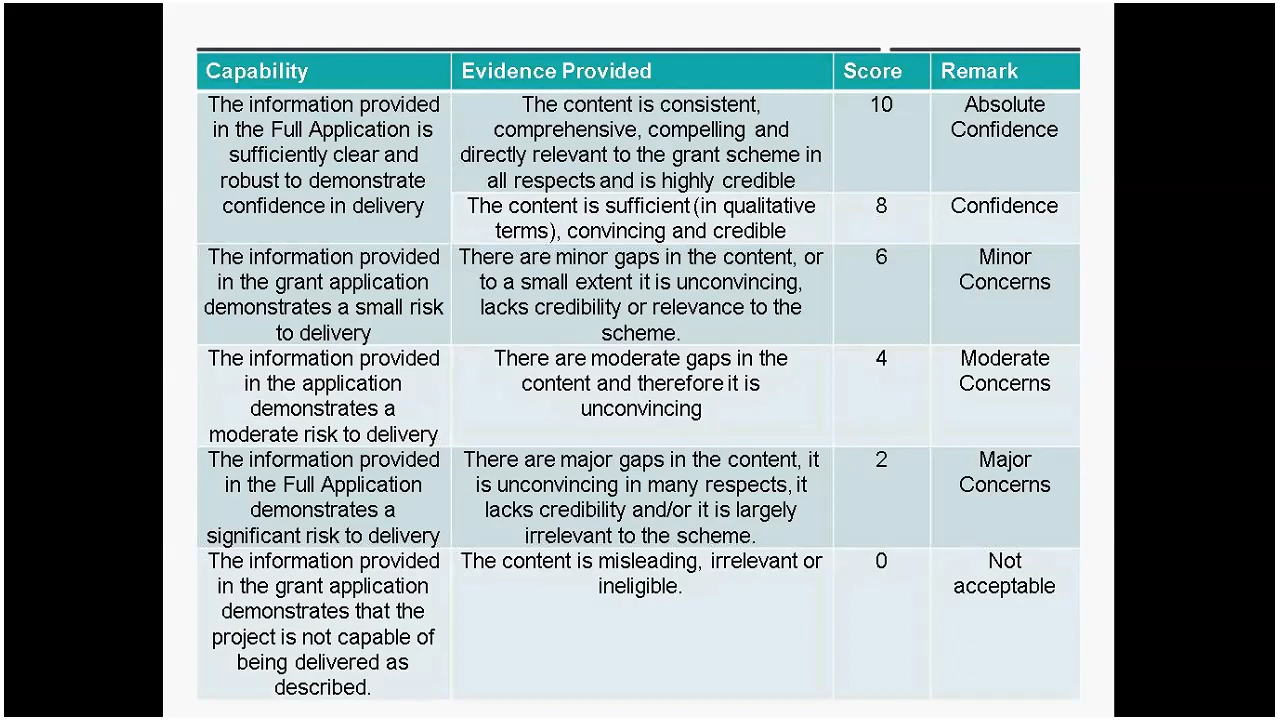 Capability Evidence Provided Score Remark
The information provided
in the Full Application is
sufficiently clear and
robust to demonstrate
confidence in delivery
The content is consistent,
comprehensive, compelling and
directly relevant to the grant scheme in
all respects and is highly credible
10
Absolute
Confidence
The content is sufficient (in qualitative
terms), convincing and credible
8
Confidence
The information provided
in the grant application
demonstrates a small risk
to delivery
There are minor gaps in the content, or
to a small extent it is unconvincing,
lacks credibility or relevance to the
scheme.
6
Minor
Concerns
The information provided
in the application
demonstrates a
moderate risk to delivery
There are moderate gaps in the
content and therefore it is
unconvincing
4
Moderate
Concerns
The information provided
in the Full Application
demonstrates a
significant risk to delivery
There are major gaps in the content, it
is unconvincing in many respects, it
lacks credibility and/or it is largely
irrelevant to the scheme.
2
Major
Concerns
The information provided
in the grant application
demonstrates that the
project is not capable of
being delivered as
described.
The content is misleading, irrelevant or
ineligible.
0
Not
acceptable